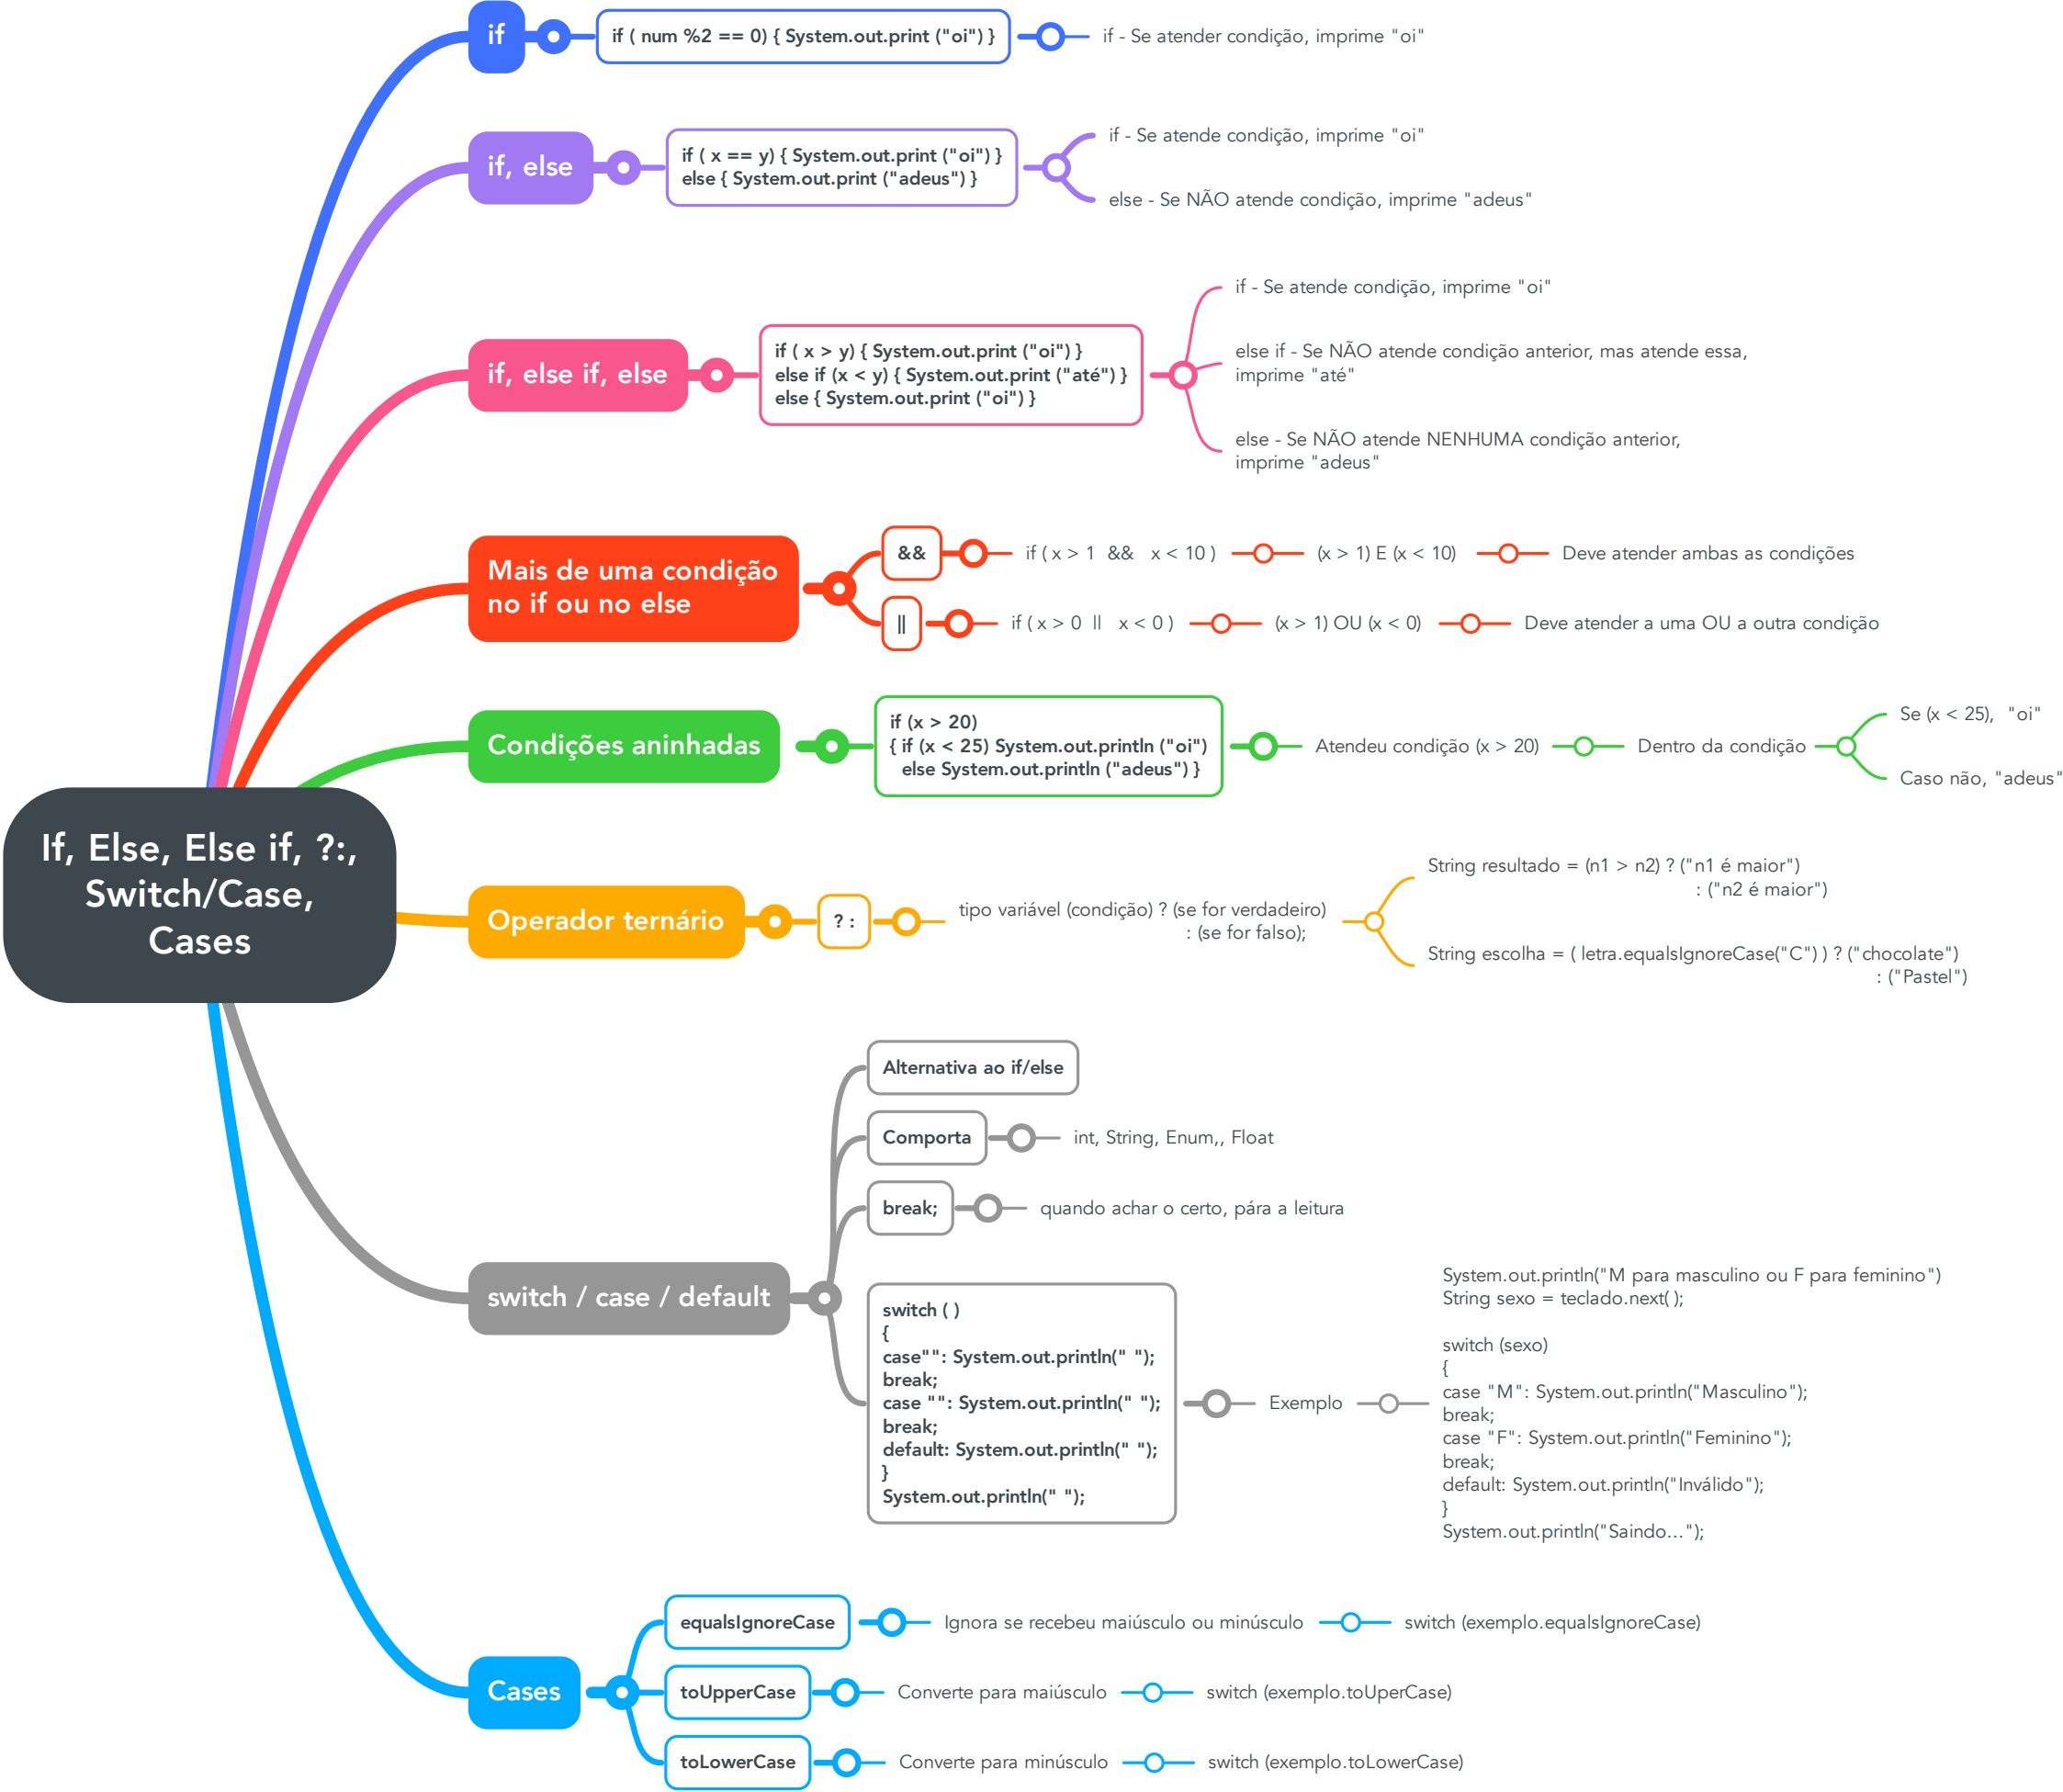 if
if ( num %2 == 0) { System.out.print ("oi") }
if - Se atender condição, imprime "oi"
if, else
if ( x == y) { System.out.print ("oi") }
else { System.out.print ("adeus") }
if - Se atende condição, imprime "oi"
else - Se NÃO atende condição, imprime "adeus"
if, else if, else
if ( x > y) { System.out.print ("oi") }
else if (x < y) { System.out.print ("até") }
else { System.out.print ("oi") }
if - Se atende condição, imprime "oi"
else if - Se NÃO atende condição anterior, mas atende essa,
imprime "até"
else - Se NÃO atende NENHUMA condição anterior,
imprime "adeus"
Mais de uma condição
no if ou no else
&&
if ( x > 1 && x < 10 )
(x > 1) E (x < 10)
Deve atender ambas as condições
||
if ( x > 0 || x < 0 )
(x > 1) OU (x < 0)
Deve atender a uma OU a outra condição
Condições aninhadas
if (x > 20)
{ if (x < 25) System.out.println ("oi")
else System.out.println ("adeus") }
Atendeu condição (x > 20)
Dentro da condição
Se (x < 25), "oi"
Caso não, "adeus"
If, Else, Else if, ?:,
Switch/Case,
Cases
Operador ternário
? :
tipo variável (condição) ? (se for verdadeiro)
: (se for falso);
String resultado = (n1 > n2) ? ("n1 é maior")
: ("n2 é maior")
String escolha = ( letra.equalsIgnoreCase("C") ) ? ("chocolate")
: ("Pastel")
switch / case / default
Alternativa ao if/else
Comporta
int, String, Enum,, Float
break;
quando achar o certo, pára a leitura
switch ( )
{
case"": System.out.println(" ");
break;
case "": System.out.println(" ");
break;
default: System.out.println(" ");
}
System.out.println(" ");
Exemplo
System.out.println("M para masculino ou F para feminino")
String sexo = teclado.next( );
switch (sexo)
{
case "M": System.out.println("Masculino");
break;
case "F": System.out.println("Feminino");
break;
default: System.out.println("Inválido");
}
System.out.println("Saindo...");
Cases
equalsIgnoreCase
Ignora se recebeu maiúsculo ou minúsculo
switch (exemplo.equalsIgnoreCase)
toUpperCase
Converte para maiúsculo
switch (exemplo.toUperCase)
toLowerCase
Converte para minúsculo
switch (exemplo.toLowerCase)